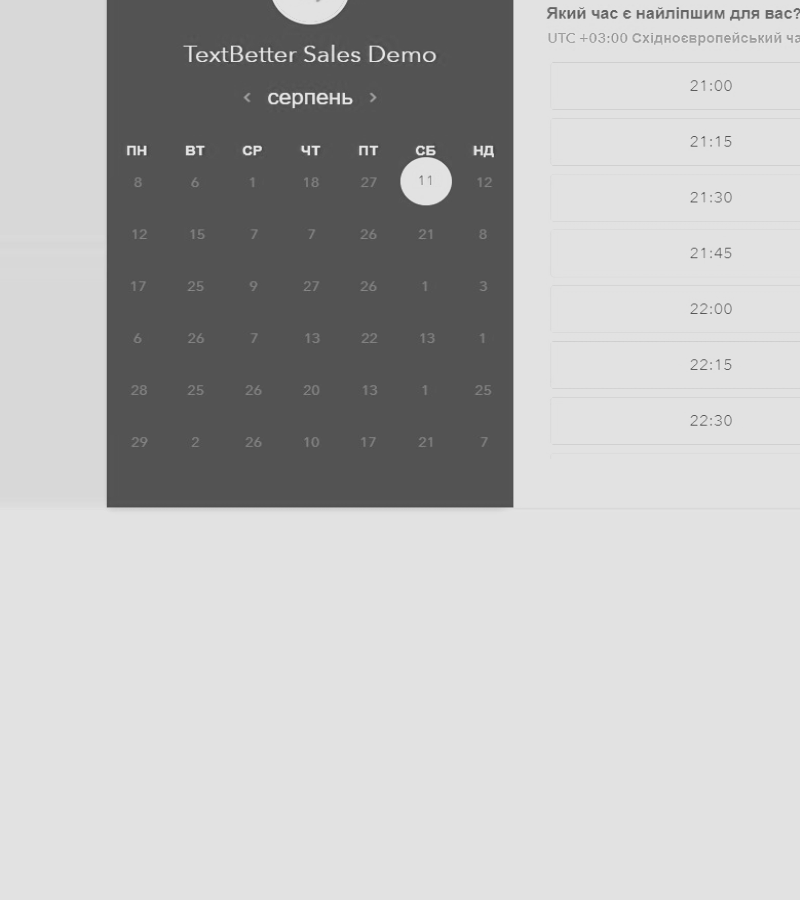 TextBetter Sales Demo
< серпень >
ПН ВТ СР ЧТ ПТ СБ НД
8 6 1 18 27 11 12
12 15 7 7 26 21 8
17 25 9 27 26 1 3
6 26 7 13 22 13 1
28 25 26 20 13 1 25
29 2 26 10 17 21 7
Який час є найліпшим для вас?
UTC +03:00 Східноєвропейський ча
21:00
21:15
21:30
21:45
22:00
22:15
22:30